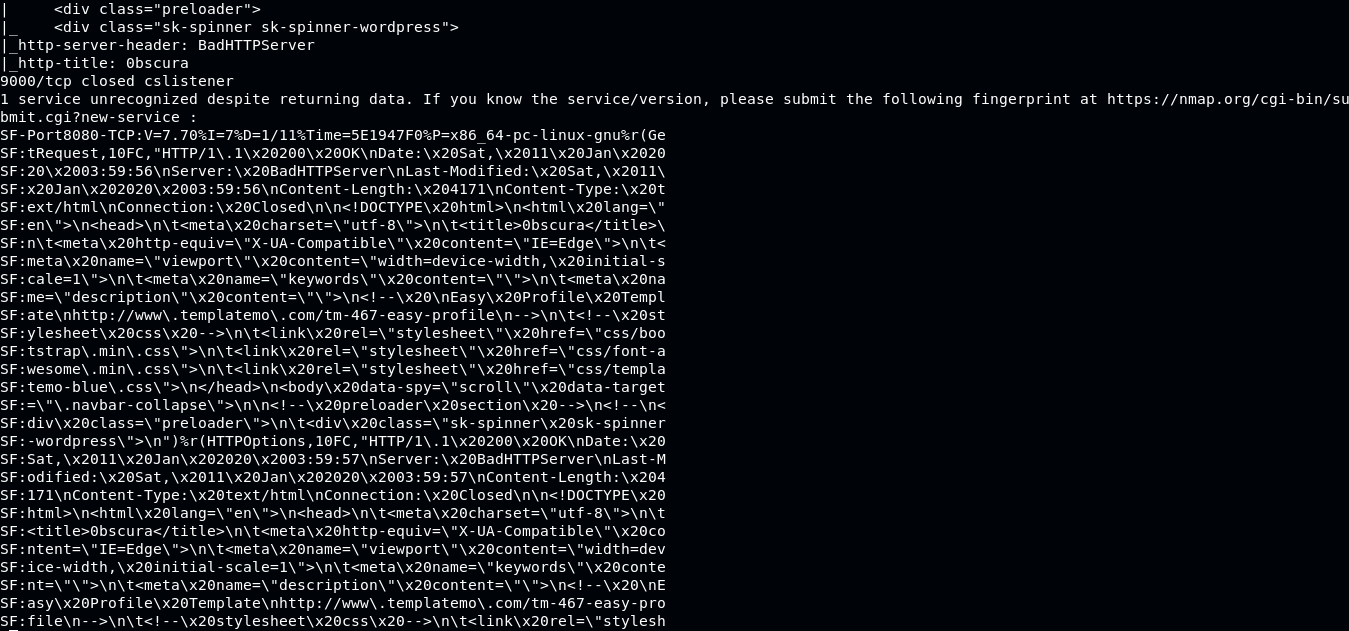 |     <div class="preloader">
|_    <div class="sk-spinner sk-spinner-wordpress">
|_http-server-header: BadHTTPServer
|_http-title: 0bscura
9000/tcp closed cslistener
1 service unrecognized despite returning data. If you know the service/version, please submit the following fingerprint at https://nmap.org/cgi-bin/su
bmit.cgi?new-service :
SF-Port8080-TCP:V=7.70%I=7%D=1/11%Time=5E1947F0%P=x86_64-pc-linux-gnu%r(Ge
SF:tRequest,10FC,"HTTP/1\.1\x20200\x20OK\nDate:\x20Sat,\x2011\x20Jan\x2020
SF:20\x2003:59:56\nServer:\x20BadHTTPServer\nLast-Modified:\x20Sat,\x2011\
SF:x20Jan\x202020\x2003:59:56\nContent-Length:\x204171\nContent-Type:\x20t
SF:ext/html\nConnection:\x20Closed\n\n<!DOCTYPE\x20html>\n<html\x20lang=\"
SF:en\">\n<head>\n\t<meta\x20charset=\"utf-8\">\n\t<title>0bscura</title>\
SF:n\t<meta\x20http-equiv=\"X-UA-Compatible\"\x20content=\"IE=Edge\">\n\t<
SF:meta\x20name=\"viewport\"\x20content=\"width=device-width,\x20initial-s
SF:cale=1\">\n\t<meta\x20name=\"keywords\"\x20content=\"\">\n\t<meta\x20na
SF:me=\"description\"\x20content=\"\">\n<!--\x20\nEasy\x20Profile\x20Templ
SF:ate\nhttp://www\.templatemo\.com/tm-467-easy-profile\n-->\n\t<!--\x20st
SF:ylesheet\x20css\x20-->\n\t<link\x20rel=\"stylesheet\"\x20href=\"css/boo
SF:tstrap\.min\.css\">\n\t<link\x20rel=\"stylesheet\"\x20href=\"css/font-a
SF:wesome\.min\.css\">\n\t<link\x20rel=\"stylesheet\"\x20href=\"css/templa
SF:temo-blue\.css\">\n</head>\n<body\x20data-spy=\"scroll\"\x20data-target
SF:=\"\.navbar-collapse\">\n\n<!--\x20preloader\x20section\x20-->\n<!--\n<
SF:div\x20class=\"preloader\">\n\t<div\x20class=\"sk-spinner\x20sk-spinner
SF:-wordpress\">\n")%r(HTTPOptions,10FC,"HTTP/1\.1\x20200\x20OK\nDate:\x20
SF:Sat,\x2011\x20Jan\x202020\x2003:59:57\nServer:\x20BadHTTPServer\nLast-M
SF:odified:\x20Sat,\x2011\x20Jan\x202020\x2003:59:57\nContent-Length:\x204
SF:171\nContent-Type:\x20text/html\nConnection:\x20Closed\n\n<!DOCTYPE\x20
SF:html>\n<html\x20lang=\"en\">\n<head>\n\t<meta\x20charset=\"utf-8\">\n\t
SF:<title>0bscura</title>\n\t<meta\x20http-equiv=\"X-UA-Compatible\"\x20co
SF:ntent=\"IE=Edge\">\n\t<meta\x20name=\"viewport\"\x20content=\"width=dev
SF:ice-width,\x20initial-scale=1\">\n\t<meta\x20name=\"keywords\"\x20conte
SF:nt=\"\">\n\t<meta\x20name=\"description\"\x20content=\"\">\n<!--\x20\nE
SF:asy\x20Profile\x20Template\nhttp://www\.templatemo\.com/tm-467-easy-pro
SF:file\n-->\n\t<!--\x20stylesheet\x20css\x20-->\n\t<link\x20rel=\"stylesh